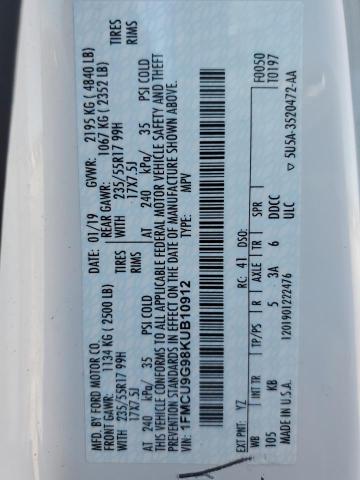 MFD. BY FORD MOTOR CO.
DATE: 01/19 GVWR: 2195 KG ( 4840 LB)
FRONT GAWR: 1134 KG ( 2500 LB) REAR GAWR: 1067 KG ( 2352 LB)
WITH 235/55R17 99H TIRES WITH 235/55R17 99H TIRES
17X7.5J RIMS 17X7.5J RIMS
AT 240 kPa/ 35 PSI COLD AT 240 kPa/ 35 PSI COLD
THIS VEHICLE CONFORMS TO ALL APPLICABLE FEDERAL MOTOR VEHICLE SAFETY AND THEFT
PREVENTION STANDARDS IN EFFECT ON THE DATE OF MANUFACTURE SHOWN ABOVE.
VIN: 1FMCU9G98KUB10912 TYPE: MPV
F0050
T0197
EXT PNT: YZ RC: 41 DSO:
WB INT TR TP/PS R AXLE TR SPR
105 KB 5 3A 6 DDCC
MADE IN U.S.A. 1201901222476 ULC ▽ 5U5A-3520472-AA